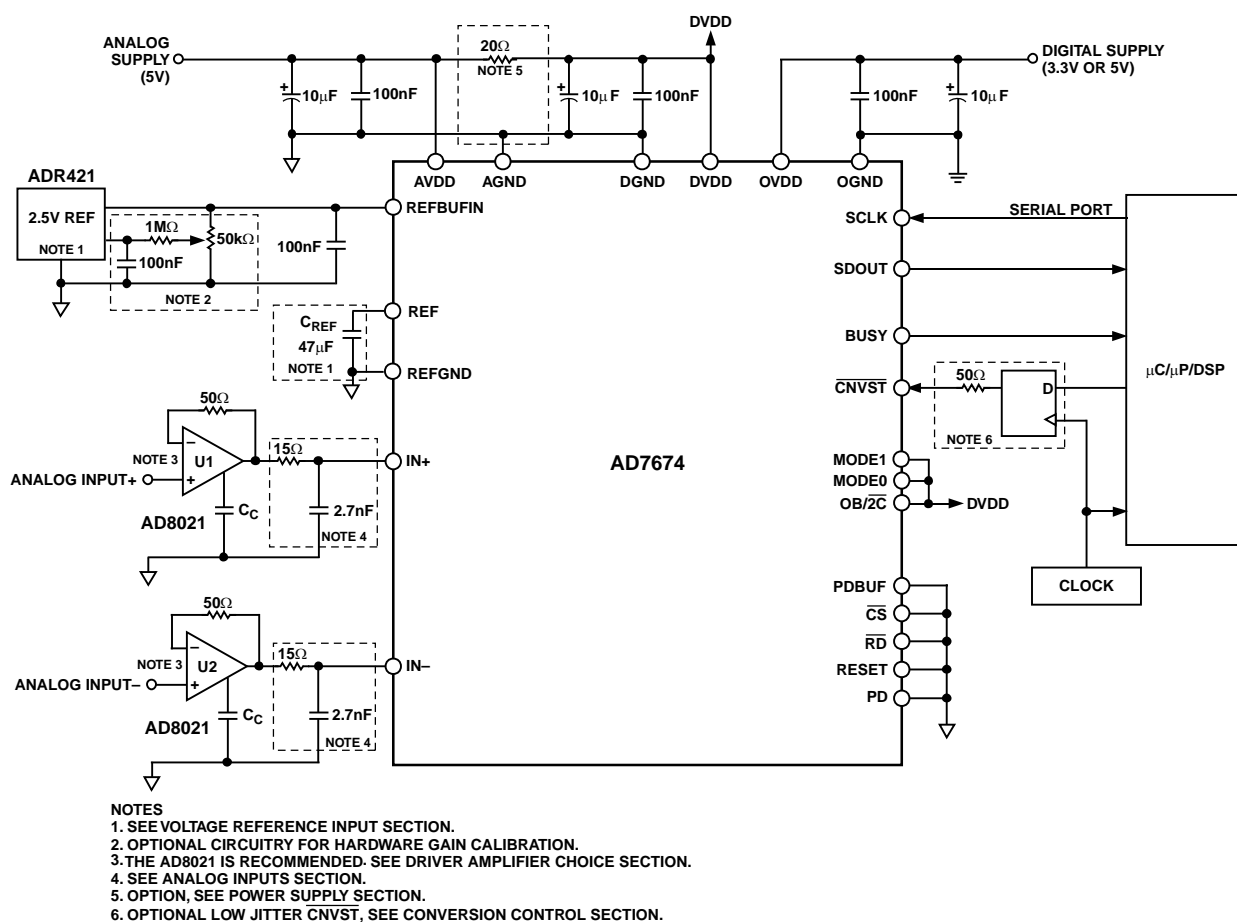 ANALOG
SUPPLY
(5V)
20Ω
NOTE 5
DVDD
DIGITAL SUPPLY
(3.3V OR 5V)
+
10μF
100nF
+
10μF
100nF
100nF
+
10μF
AVDD
AGND
DGND
DVDD
OVDD
OGND
ADR421
2.5V REF
NOTE 1
1MΩ
50kΩ
100nF
NOTE 2
100nF
REFBUFIN
CREF
47μF
NOTE 1
REF
REFGND
SCLK
SERIAL PORT
SDOUT
BUSY
CNVST
50Ω
D
NOTE 6
μC/μP/DSP
50Ω
–
NOTE 3
U1
ANALOG INPUT+
+
AD8021
CC
15Ω
2.7nF
NOTE 4
IN+
AD7674
MODE1
MODE0
OB/2C
DVDD
CLOCK
50Ω
–
NOTE 3
U2
ANALOG INPUT–
+
AD8021
CC
15Ω
2.7nF
NOTE 4
IN–
PDBUF
CS
RD
RESET
PD
NOTES
1. SEE VOLTAGE REFERENCE INPUT SECTION.
2. OPTIONAL CIRCUITRY FOR HARDWARE GAIN CALIBRATION.
3. THE AD8021 IS RECOMMENDED. SEE DRIVER AMPLIFIER CHOICE SECTION.
4. SEE ANALOG INPUTS SECTION.
5. OPTION, SEE POWER SUPPLY SECTION.
6. OPTIONAL LOW JITTER CNVST, SEE CONVERSION CONTROL SECTION.